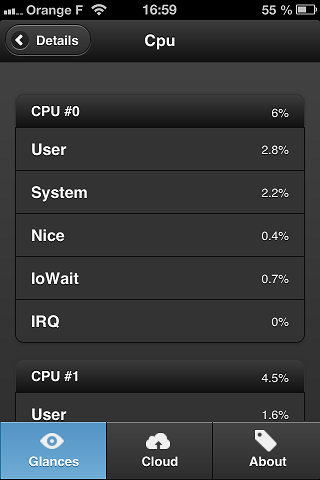 Orange F 16:59 55 %
Details Cpu
CPU #0 6%
User 2.8%
System 2.2%
Nice 0.4%
IoWait 0.7%
IRQ 0%
CPU #1 4.5%
User 1.6%
Glances Cloud About